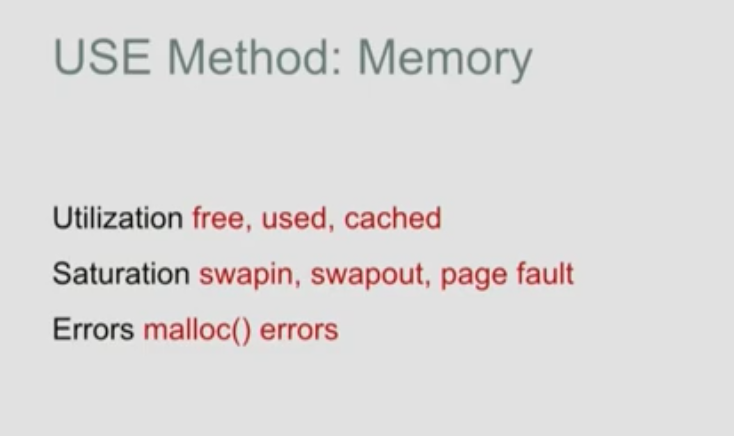 USE Method: Memory
Utilization free, used, cached
Saturation swapin, swapout, page fault
Errors malloc() errors